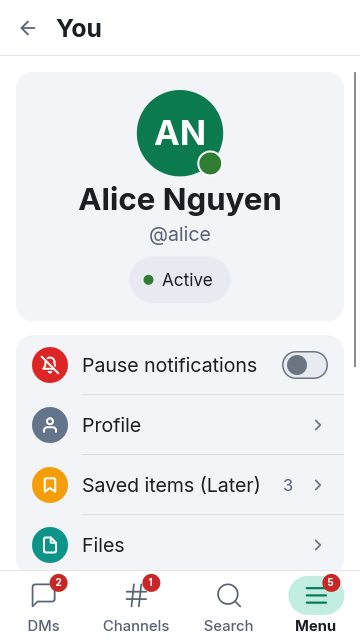 You
AN
Alice Nguyen
@alice
Active
Pause notifications
Profile
Saved items (Later) 3
Files
2 1 5
DMs Channels Search Menu